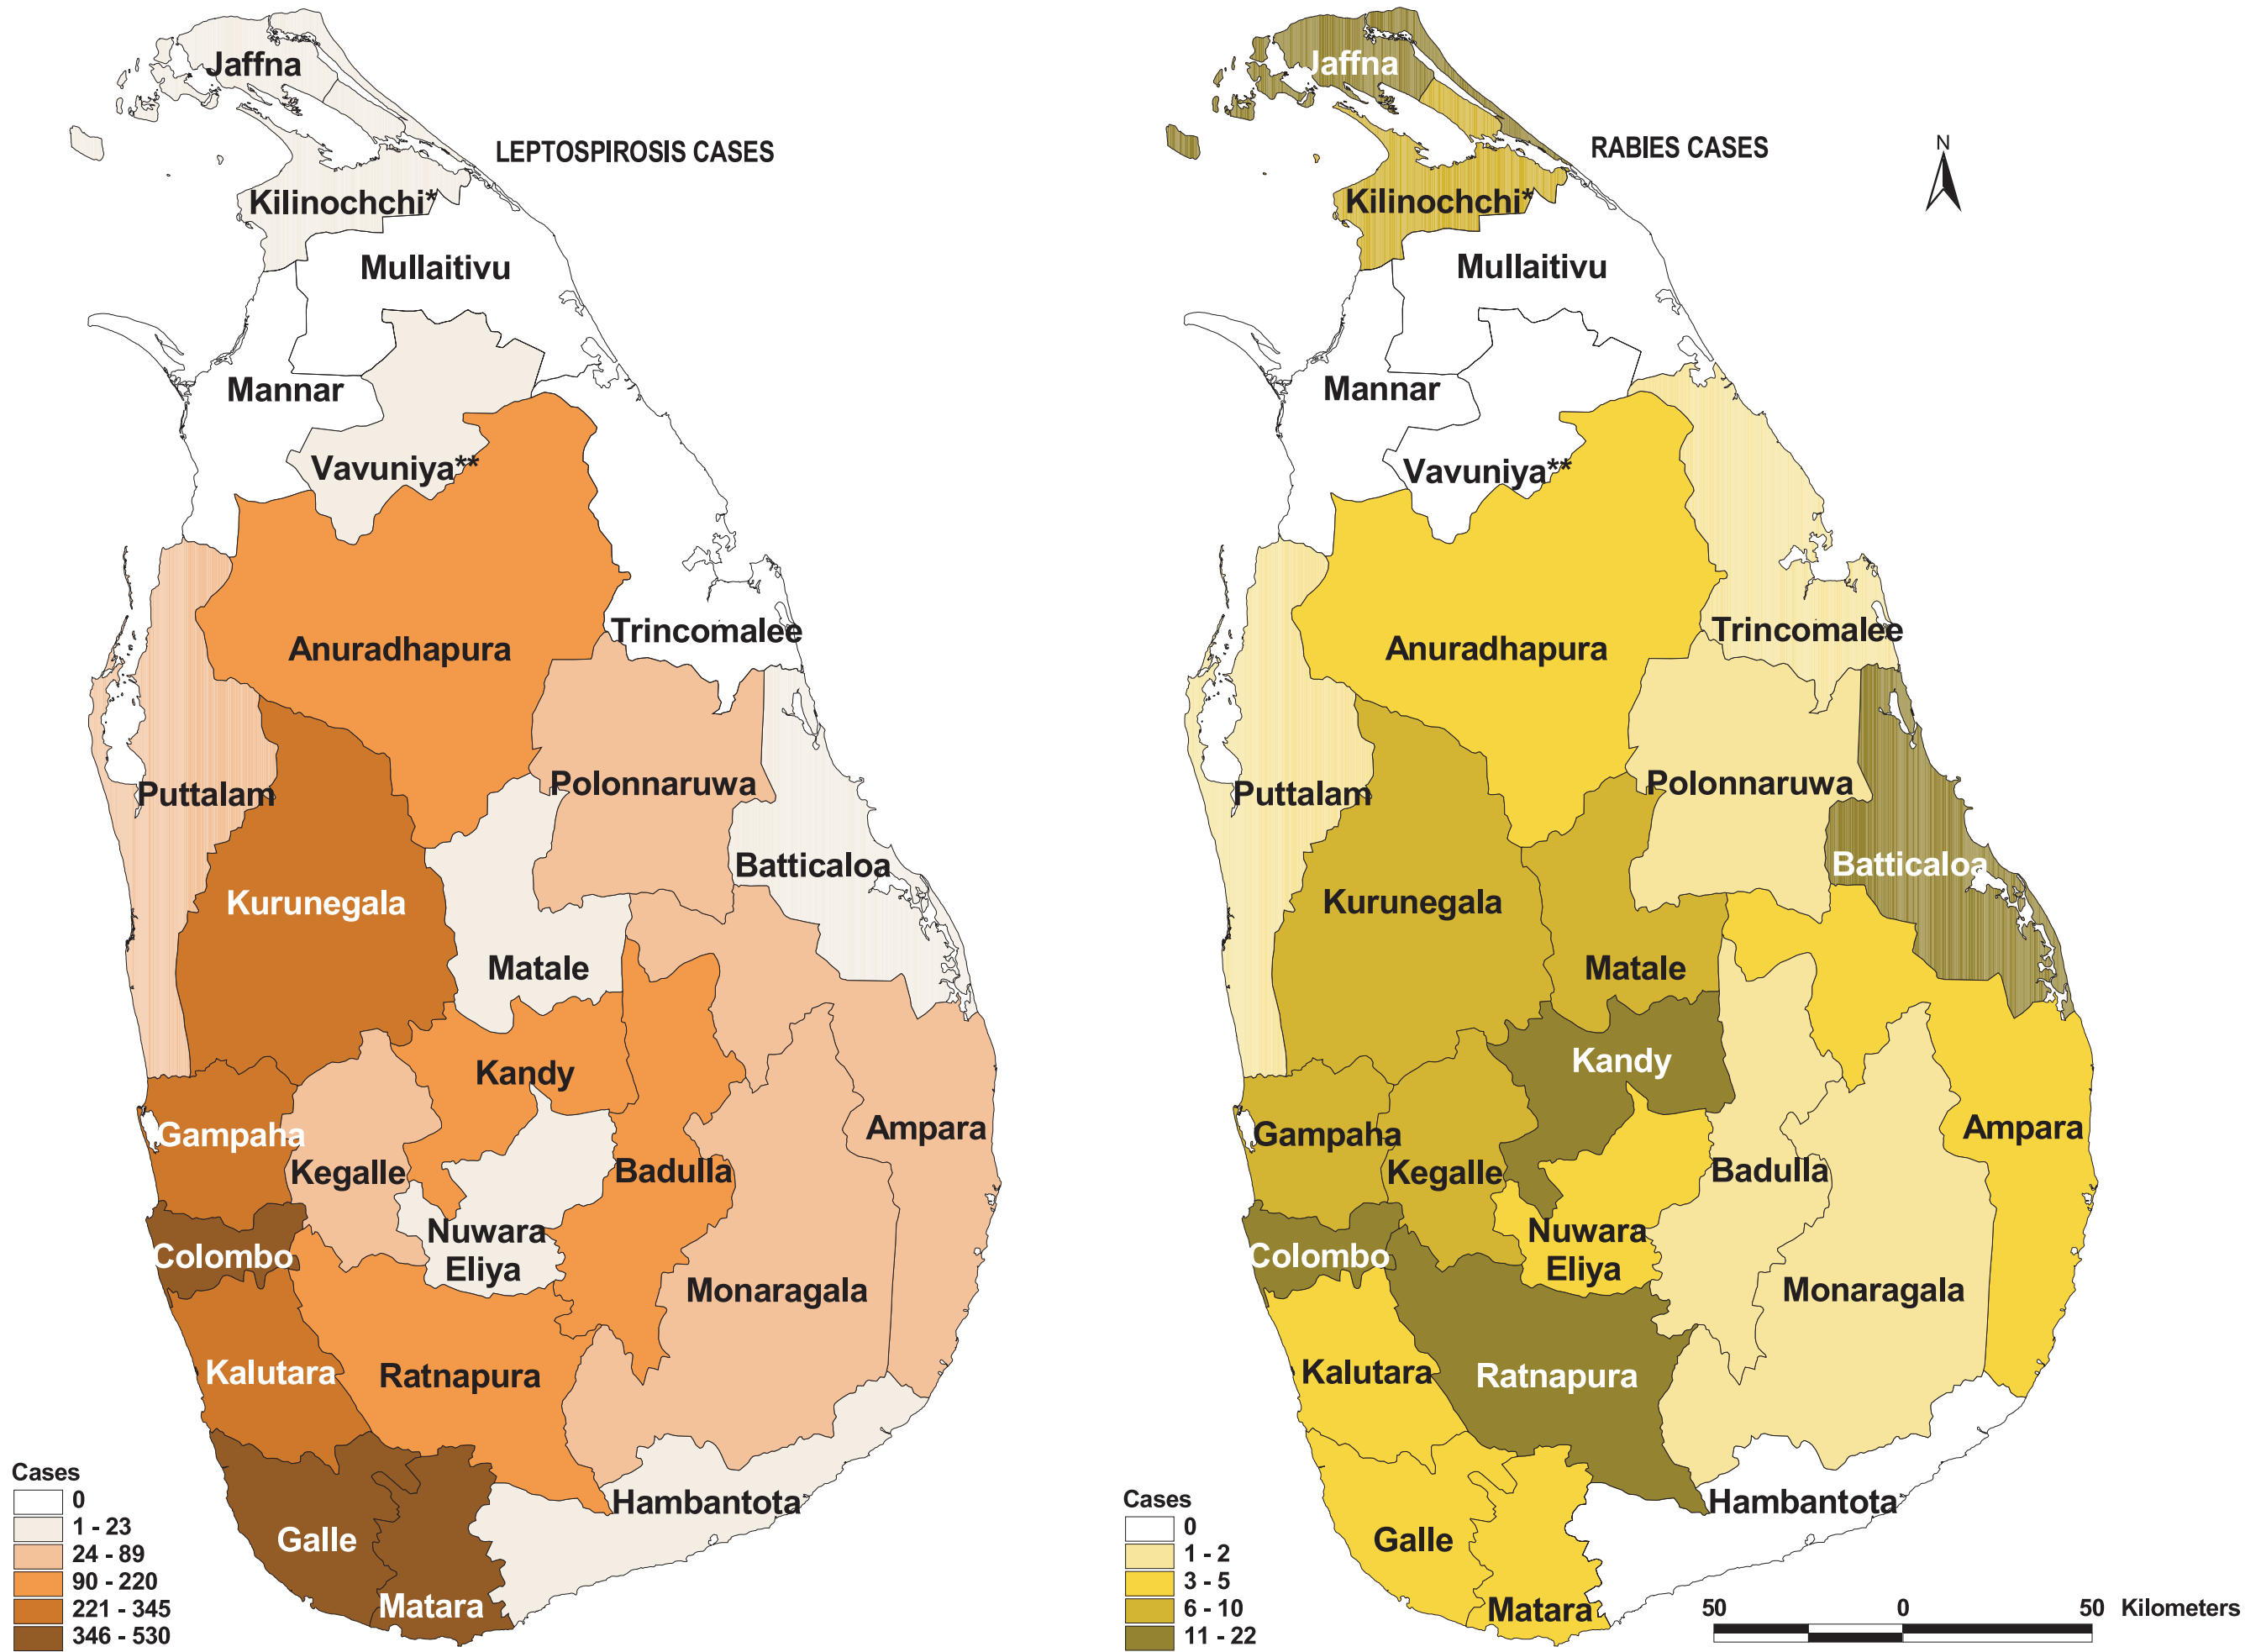 Jaffna
LEPTOSPIROSIS CASES
Kilinochchi*
Mullaitivu
Mannar
Vavuniya**
Trincomalee
Anuradhapura
Puttalam
Polonnaruwa
Batticaloa
Kurunegala
Matale
Kandy
Gampaha
Kegalle
Badulla
Ampara
Nuwara
Eliya
Colombo
Monaragala
Kalutara
Ratnapura
Hambantota
Galle
Matara
Cases
0
1 - 23
24 - 89
90 - 220
221 - 345
346 - 530
Jaffna
RABIES CASES
N
Kilinochchi*
Mullaitivu
Mannar
Vavuniya**
Trincomalee
Anuradhapura
Puttalam
Polonnaruwa
Batticaloa
Kurunegala
Matale
Kandy
Gampaha
Kegalle
Badulla
Ampara
Nuwara
Eliya
Colombo
Monaragala
Kalutara
Ratnapura
Hambantota
Galle
Matara
Cases
0
1 - 2
3 - 5
6 - 10
11 - 22
50 0 50 Kilometers